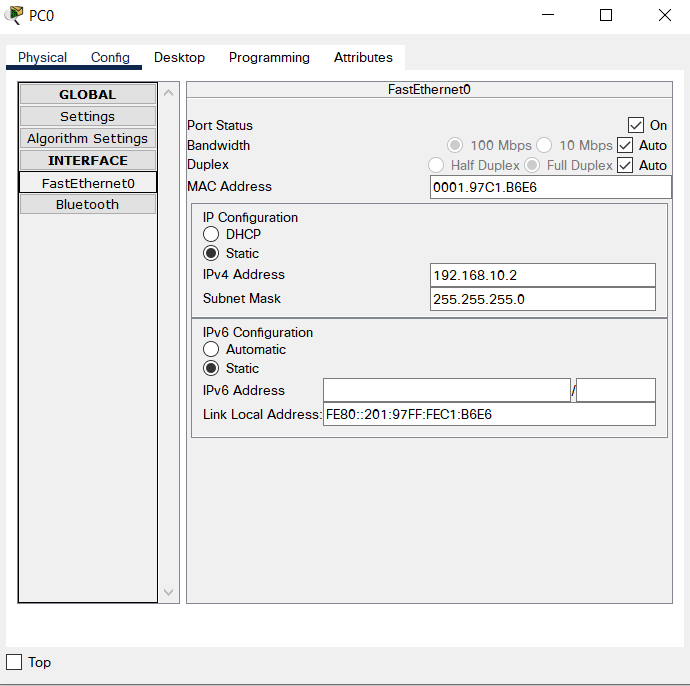 PC0
Physical Config Desktop Programming Attributes
GLOBAL
Settings
Algorithm Settings
INTERFACE
FastEthernet0
Bluetooth
FastEthernet0
Port Status On
Bandwidth 100 Mbps 10 Mbps Auto
Duplex Half Duplex Full Duplex Auto
MAC Address 0001.97C1.B6E6
IP Configuration
DHCP
Static
IPv4 Address 192.168.10.2
Subnet Mask 255.255.255.0
IPv6 Configuration
Automatic
Static
IPv6 Address /
Link Local Address: FE80::201:97FF:FEC1:B6E6
Top